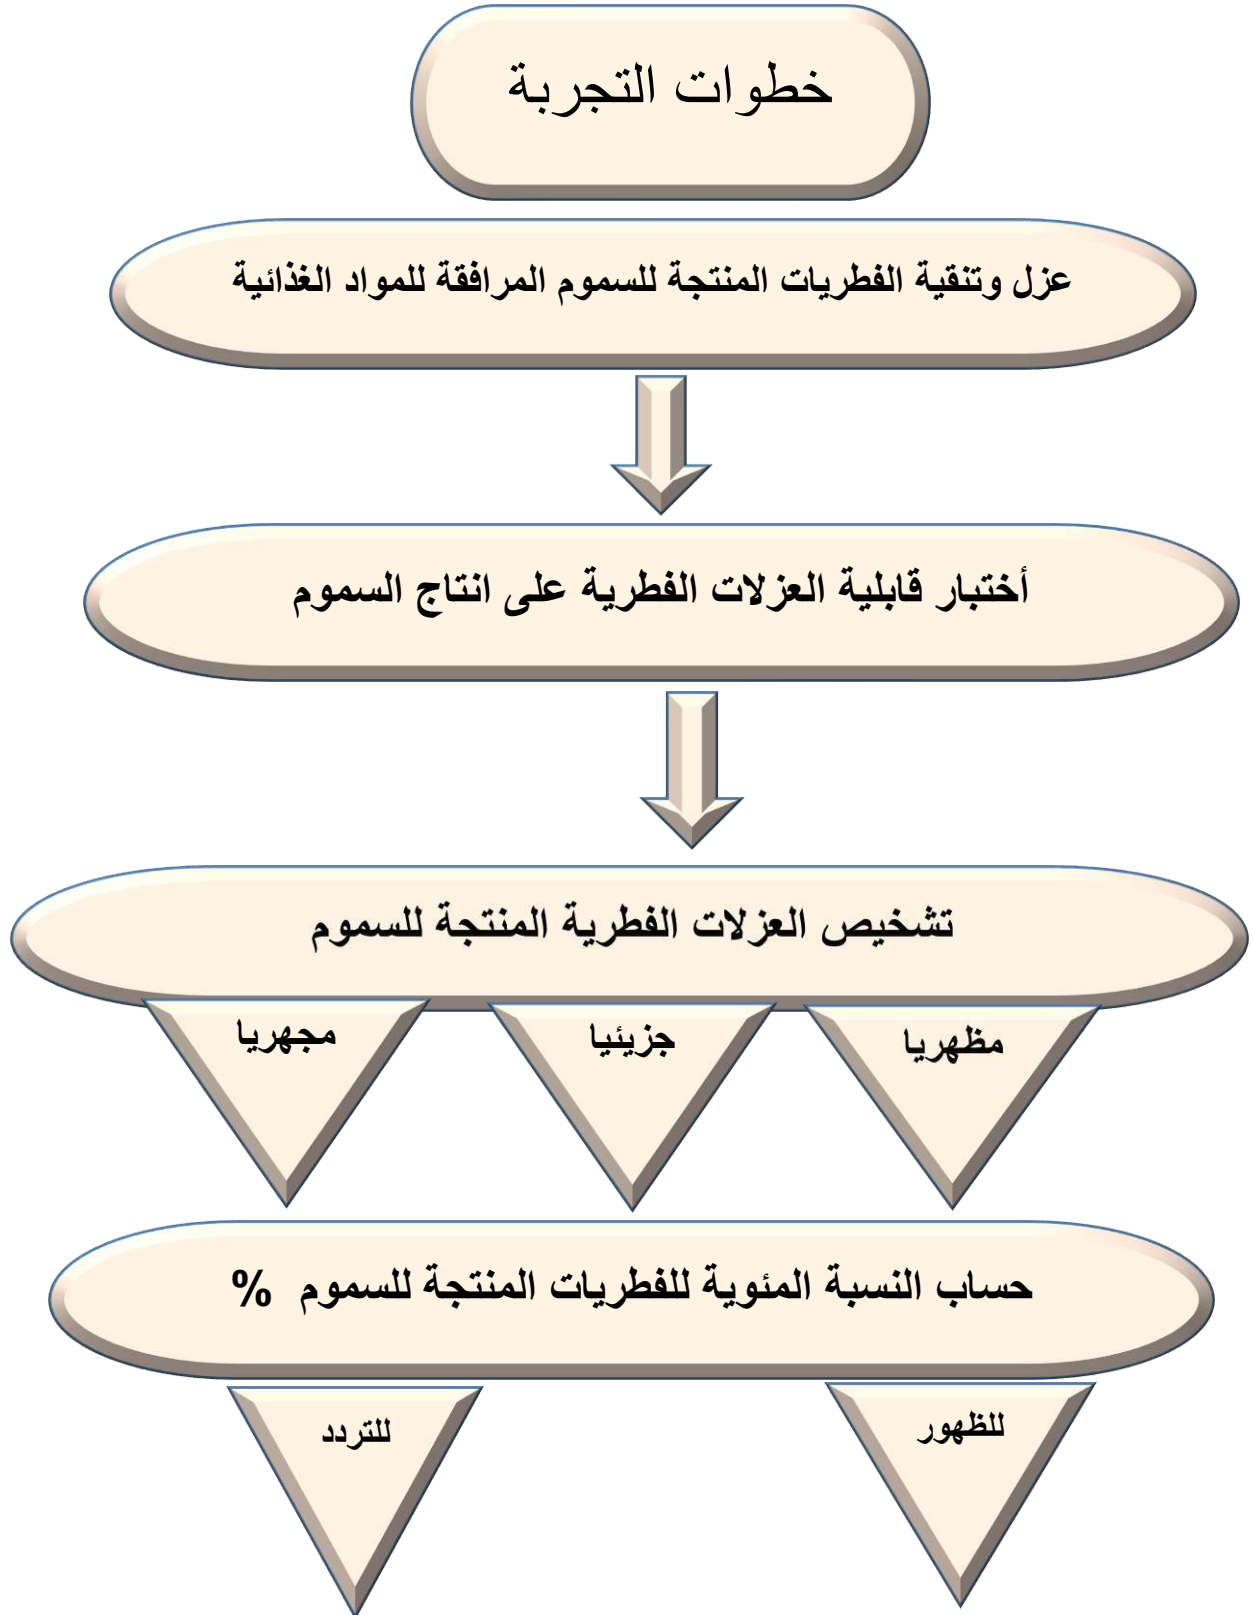 خطوات التجربة
عزل وتنقية الفطريات المنتجة للسموم المرافقة للمواد الغذائية
أختبار قابلية العزلات الفطرية على انتاج السموم
تشخيص العزلات الفطرية المنتجة للسموم
مظهريا
جزيئيا
مجهريا
حساب النسبة المئوية للفطريات المنتجة للسموم %
للظهور
للتردد